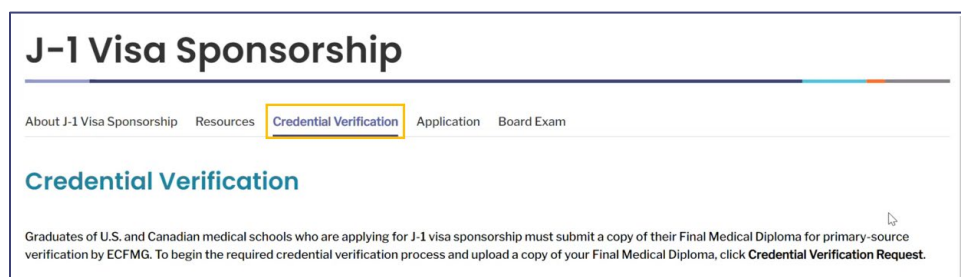 J-1 Visa Sponsorship
About J-1 Visa Sponsorship Resources Credential Verification Application Board Exam
Credential Verification
Graduates of U.S. and Canadian medical schools who are applying for J-1 visa sponsorship must submit a copy of their Final Medical Diploma for primary-source
verification by ECFMG. To begin the required credential verification process and upload a copy of your Final Medical Diploma, click Credential Verification Request.